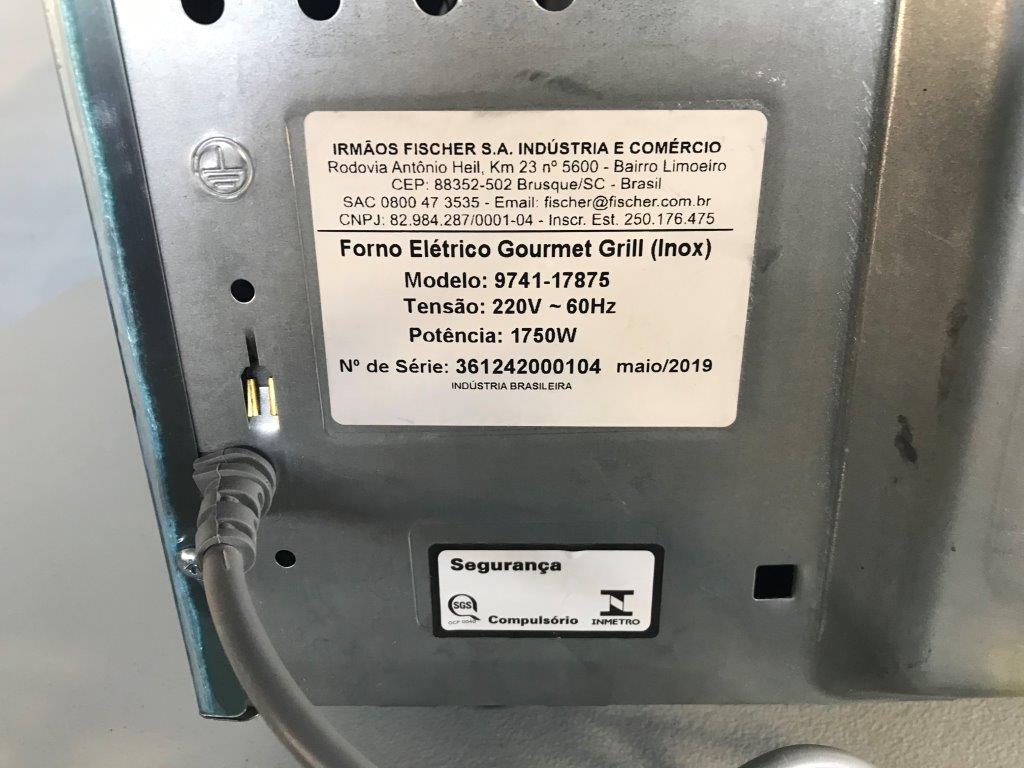 IRMÃOS FISCHER S.A. INDÚSTRIA E COMÉRCIO
Rodovia Antônio Heil, Km 23 nº 5600 - Bairro Limoeiro
CEP: 88352-502 Brusque/SC - Brasil
SAC 0800 47 3535 - Email: fischer@fischer.com.br
CNPJ: 82.984.287/0001-04 - Inscr. Est. 250.176.475
Forno Elétrico Gourmet Grill (Inox)
Modelo: 9741-17875
Tensão: 220V ~ 60Hz
Potência: 1750W
Nº de Série: 361242000104 maio/2019
INDÚSTRIA BRASILEIRA
Segurança
SGS
OCP 0040
Compulsório
INMETRO